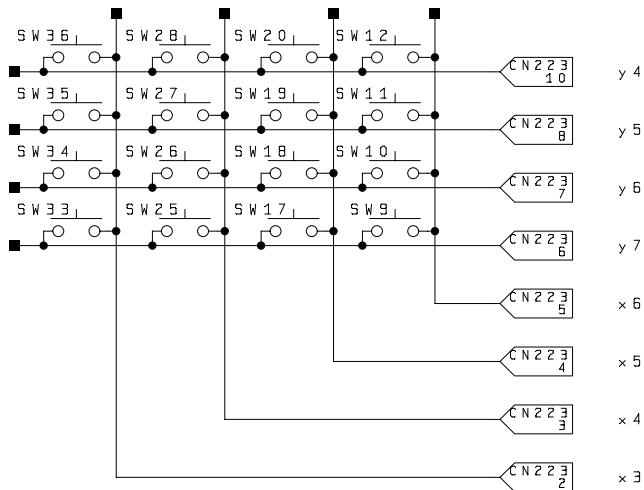 SW36 SW28 SW20 SW12
CN223
10
y4
SW35 SW27 SW19 SW11
CN223
8
y5
SW34 SW26 SW18 SW10
CN223
7
y6
SW33 SW25 SW17 SW9
CN223
6
y7
CN223
5
x6
CN223
4
x5
CN223
3
x4
CN223
2
x3